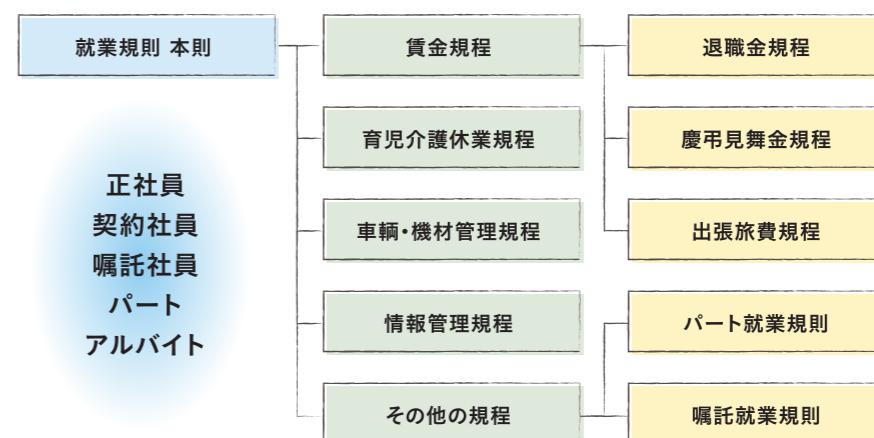 就業規則 本則
賃金規程
退職金規程
育児介護休業規程
慶弔見舞金規程
正社員
契約社員
嘱託社員
パート
アルバイト
車輌・機材管理規程
出張旅費規程
情報管理規程
パート就業規則
その他の規程
嘱託就業規則